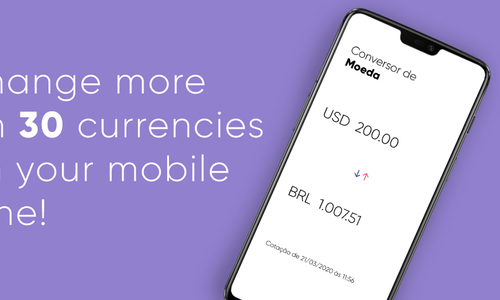 hange more
n 30 currencies
your mobile
ne!
Conversor de
Moeda
USD 200.00
BRL 1.007,51
Cotação de 21/03/2020 às 11:56